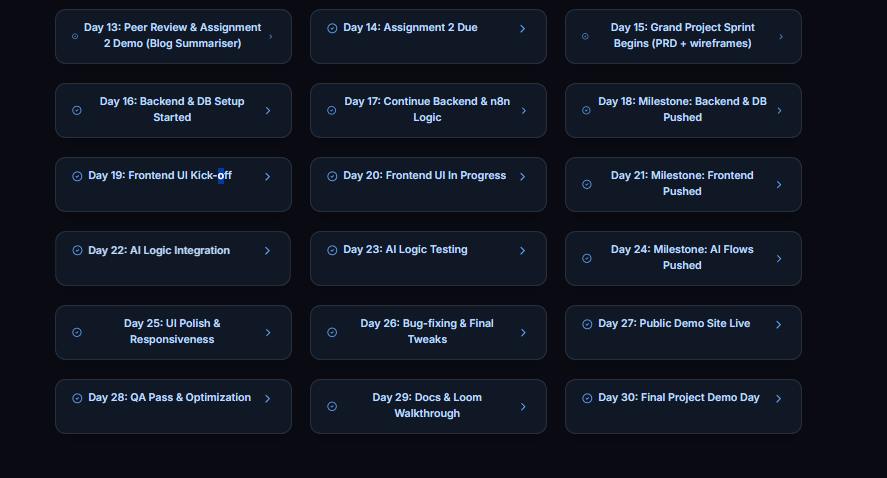 Day 13: Peer Review & Assignment
2 Demo (Blog Summariser)
Day 14: Assignment 2 Due
Day 15: Grand Project Sprint
Begins (PRD + wireframes)
Day 16: Backend & DB Setup
Started
Day 17: Continue Backend & n8n
Logic
Day 18: Milestone: Backend & DB
Pushed
Day 19: Frontend UI Kick-off
Day 20: Frontend UI In Progress
Day 21: Milestone: Frontend
Pushed
Day 22: AI Logic Integration
Day 23: AI Logic Testing
Day 24: Milestone: AI Flows
Pushed
Day 25: UI Polish &
Responsiveness
Day 26: Bug-fixing & Final
Tweaks
Day 27: Public Demo Site Live
Day 28: QA Pass & Optimization
Day 29: Docs & Loom
Walkthrough
Day 30: Final Project Demo Day